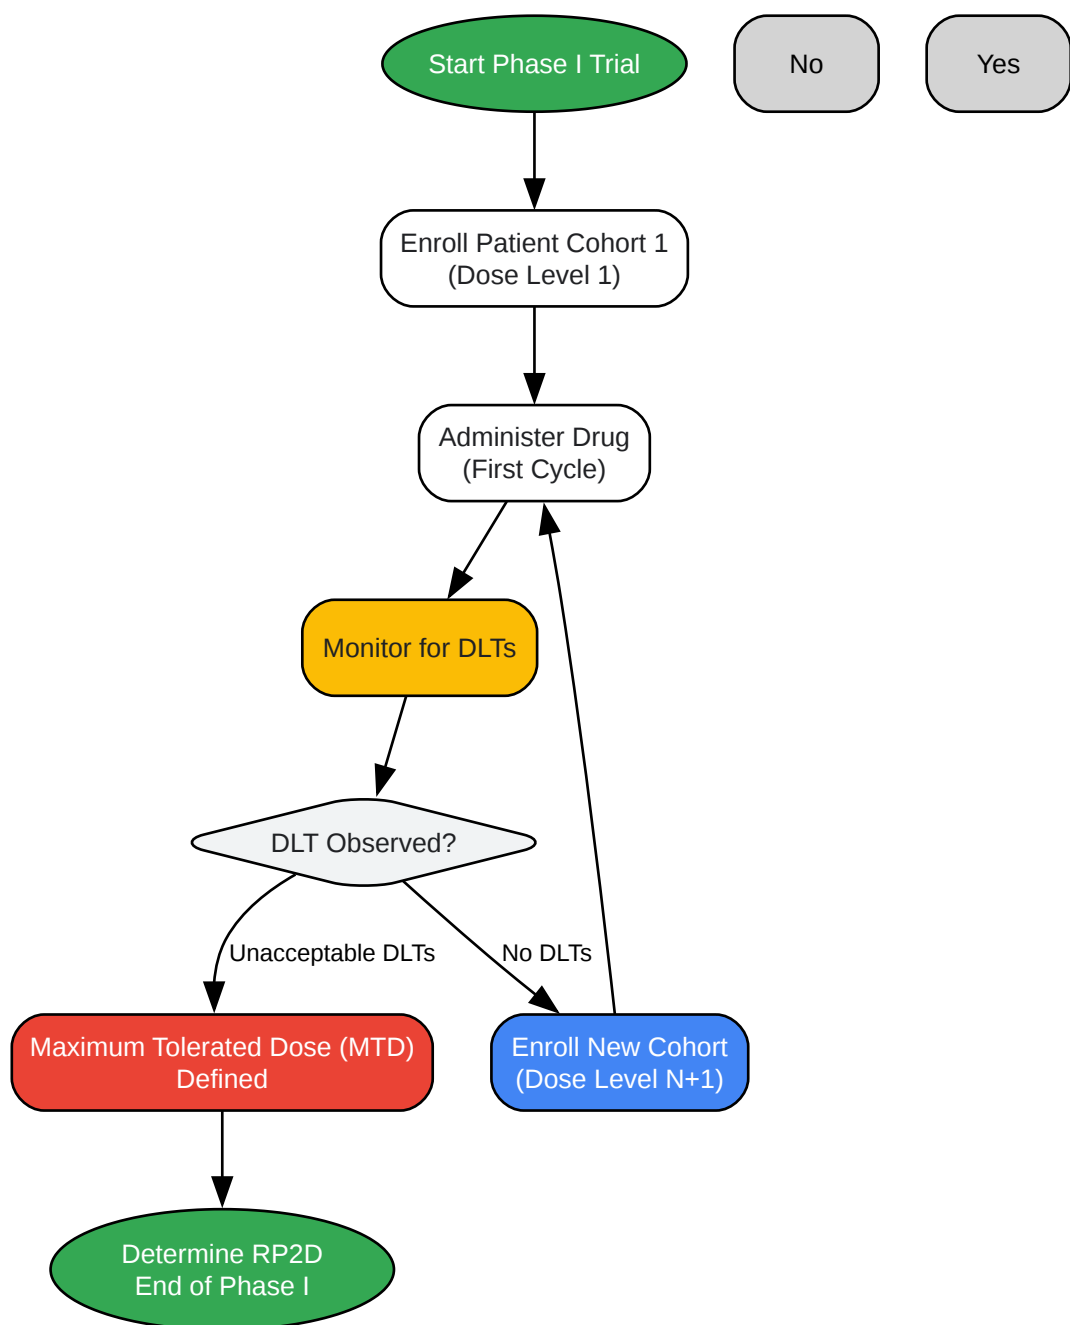 Start Phase I Trial
No
Yes
Enroll Patient Cohort 1
(Dose Level 1)
Administer Drug
(First Cycle)
Monitor for DLTs
DLT Observed?
Unacceptable DLTs
No DLTs
Maximum Tolerated Dose (MTD)
Defined
Enroll New Cohort
(Dose Level N+1)
Determine RP2D
End of Phase I